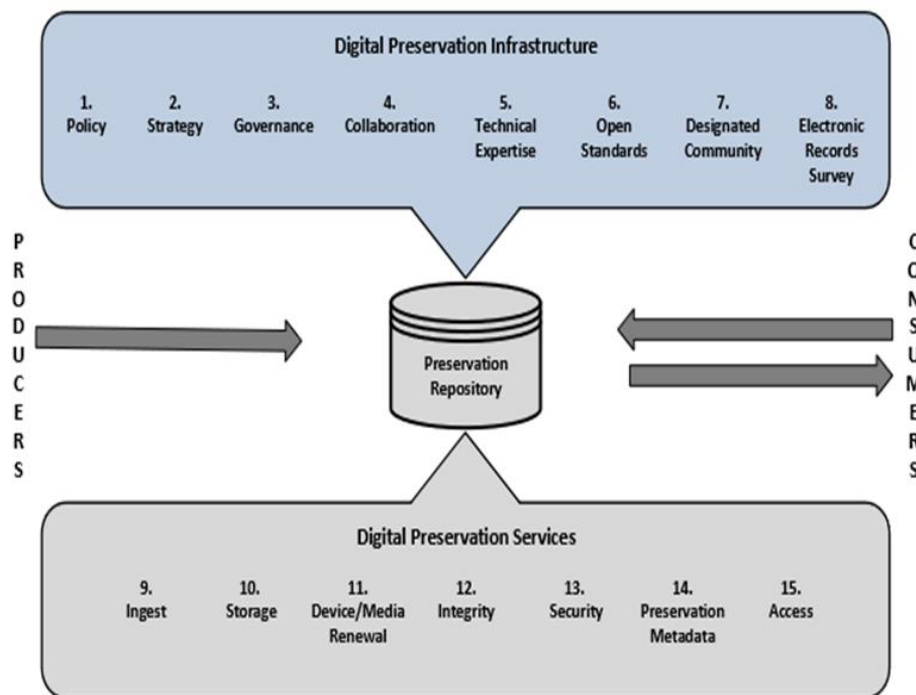 Digital Preservation Infrastructure
1. 2. 3. 4. 5. 6. 7. 8.
Policy Strategy Governance Collaboration Technical Open Designated Electronic
Expertise Standards Community Records
Survey
PRODUCERS
CONSUMERS
Preservation
Repository
Digital Preservation Services
9. 10. 11. 12. 13. 14. 15.
Ingest Storage Device/Media Integrity Security Preservation Access
Renewal Metadata